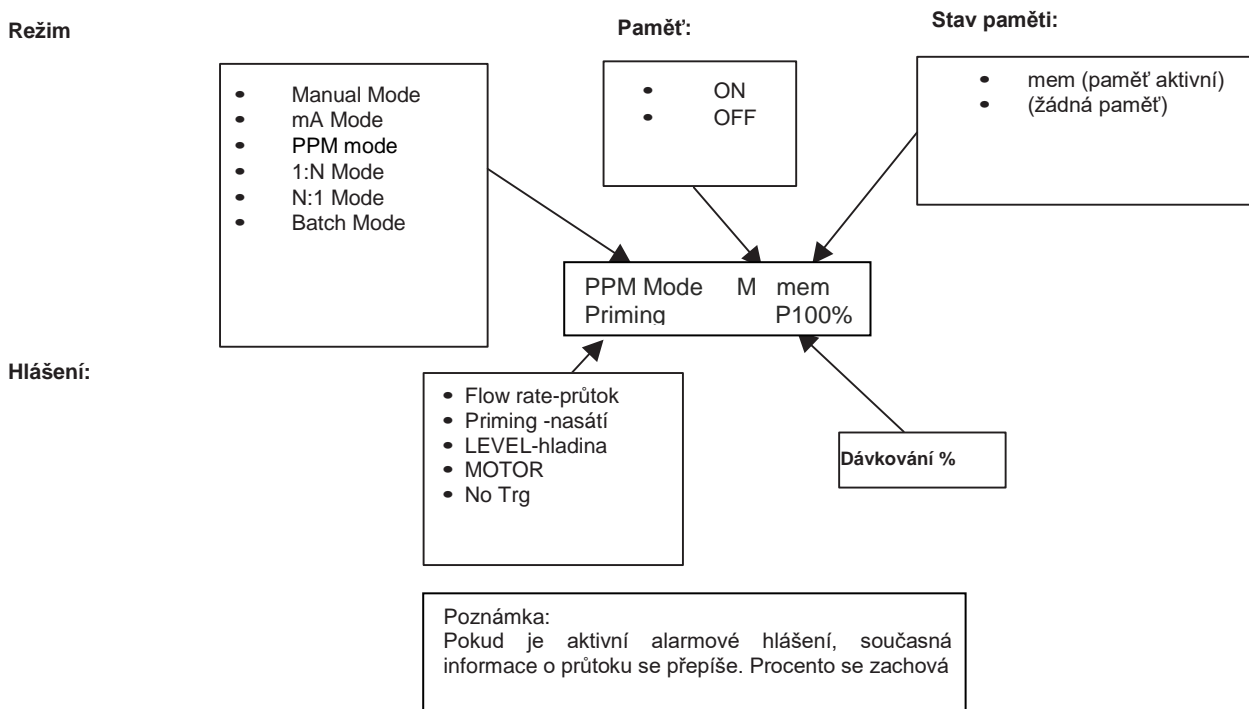 Režim
Paměť:
Stav paměti:
• Manual Mode
• mA Mode
• PPM mode
• 1:N Mode
• N:1 Mode
• Batch Mode
• ON
• OFF
• mem (paměť aktivní)
• (žádná paměť)
PPM Mode M mem
Priming P100%
Hlášení:
• Flow rate-průtok
• Priming -nasátí
• LEVEL-hladina
• MOTOR
• No Trg
Dávkování %
Poznámka:
Pokud je aktivní alarmové hlášení, současná
informace o průtoku se přepíše. Procento se zachová